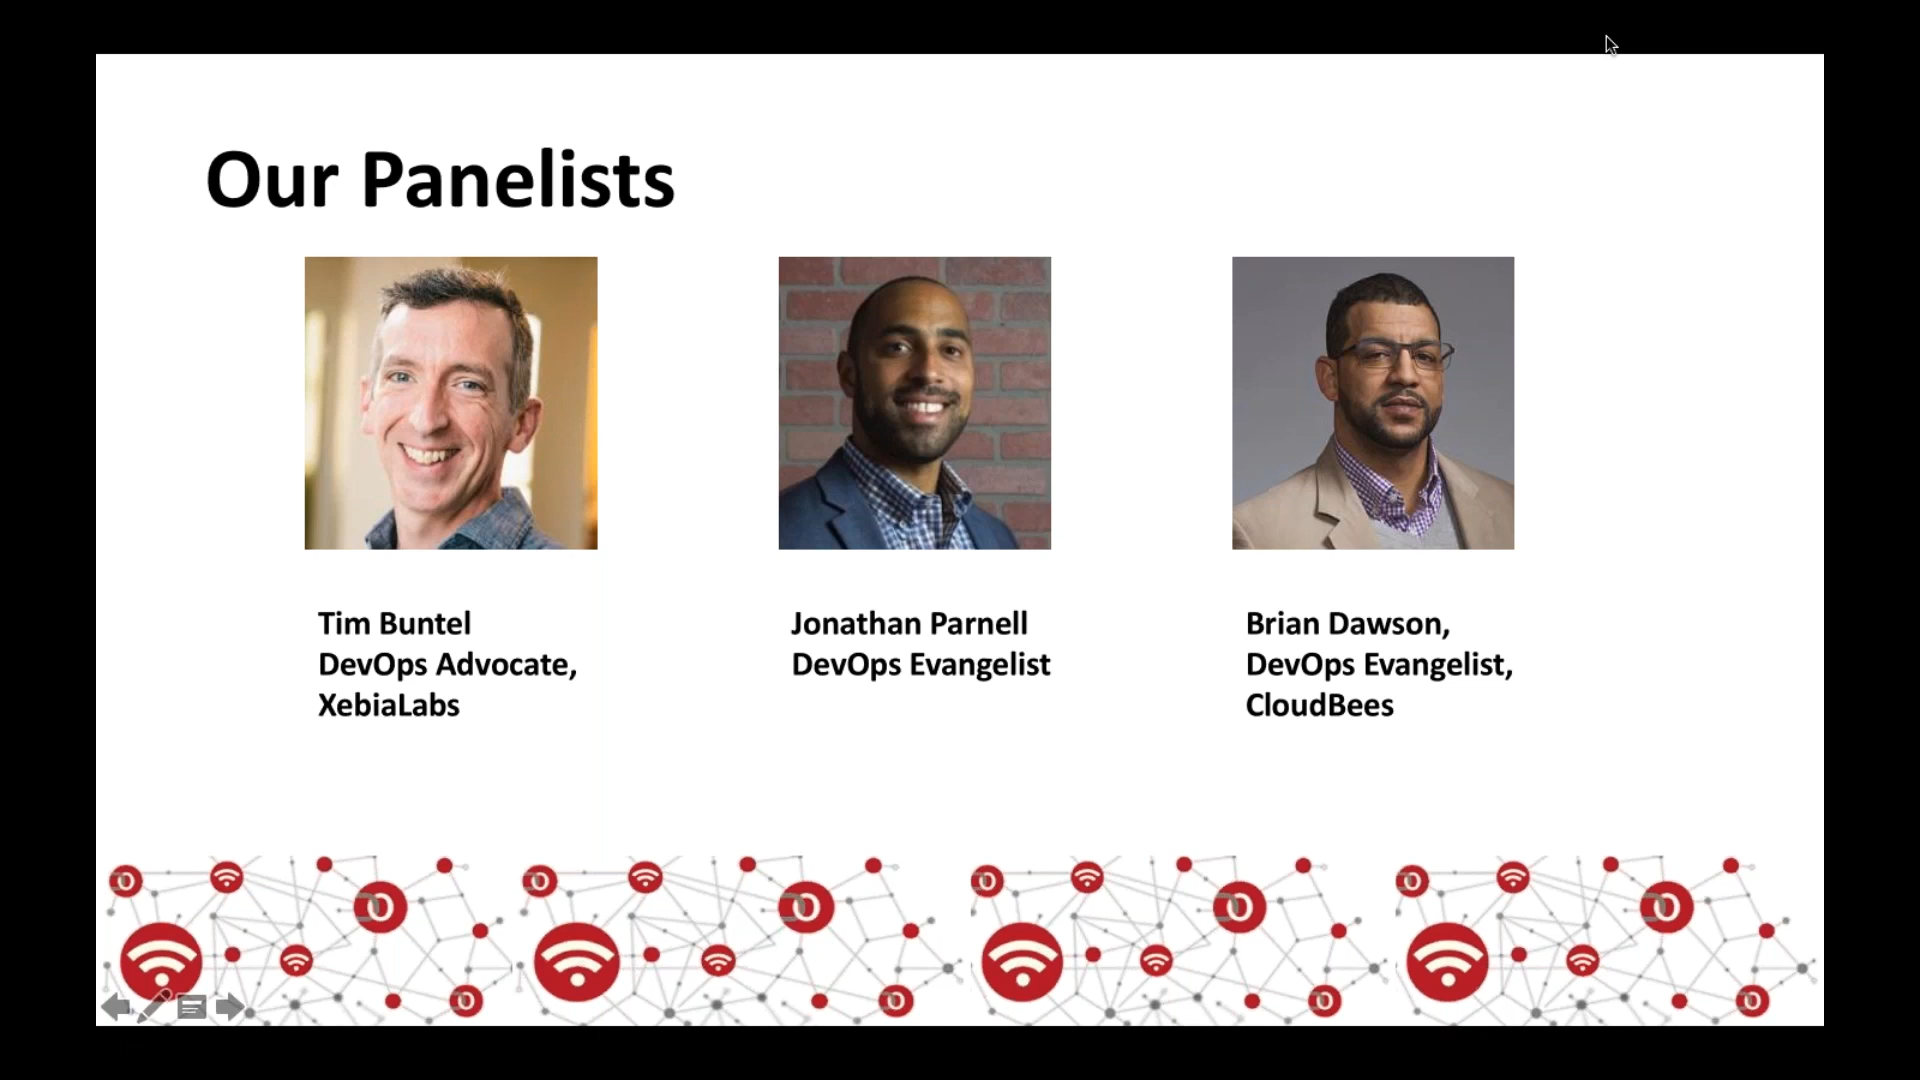 Our Panelists
Tim Buntel
DevOps Advocate,
XebiaLabs
Jonathan Parnell
DevOps Evangelist
Brian Dawson,
DevOps Evangelist,
CloudBees